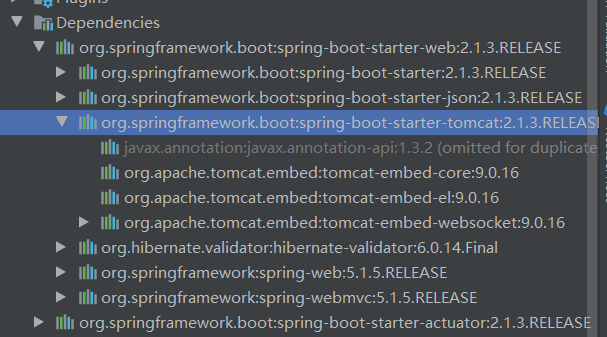 Plugins
Dependencies
org.springframework.boot:spring-boot-starter-web:2.1.3.RELEASE
org.springframework.boot:spring-boot-starter:2.1.3.RELEASE
org.springframework.boot:spring-boot-starter-json:2.1.3.RELEASE
org.springframework.boot:spring-boot-starter-tomcat:2.1.3.RELEASE
javax.annotation:javax.annotation-api:1.3.2 (omitted for duplicate
org.apache.tomcat.embed:tomcat-embed-core:9.0.16
org.apache.tomcat.embed:tomcat-embed-el:9.0.16
org.apache.tomcat.embed:tomcat-embed-websocket:9.0.16
org.hibernate.validator:hibernate-validator:6.0.14.Final
org.springframework:spring-web:5.1.5.RELEASE
org.springframework:spring-webmvc:5.1.5.RELEASE
org.springframework.boot:spring-boot-starter-actuator:2.1.3.RELEASE